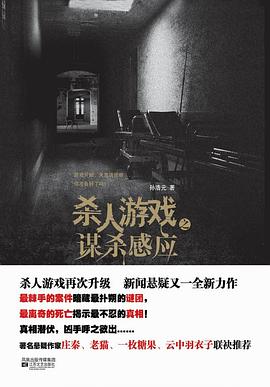 游戏开始，天黑请闭眼
你准备好了吗？
孙浩元 著
杀人游戏之
谋杀感应
杀人游戏再次升级 新闻悬疑又一全新力作
最棘手的案件暗藏最扑朔的谜团，
最离奇的死亡揭示最不忍的真相！
真相潜伏，凶手呼之欲出……
著名悬疑作家庄秦、老猫、一枚糖果、云中羽衣子联袂推荐
凤凰出版传媒集团
江苏文艺出版社